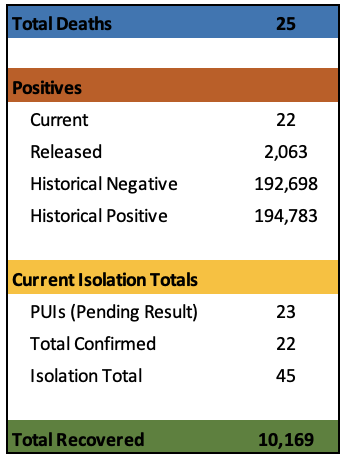 Total Deaths 25
Positives
Current 22
Released 2,063
Historical Negative 192,698
Historical Positive 194,783
Current Isolation Totals
PUIs (Pending Result) 23
Total Confirmed 22
Isolation Total 45
Total Recovered 10,169